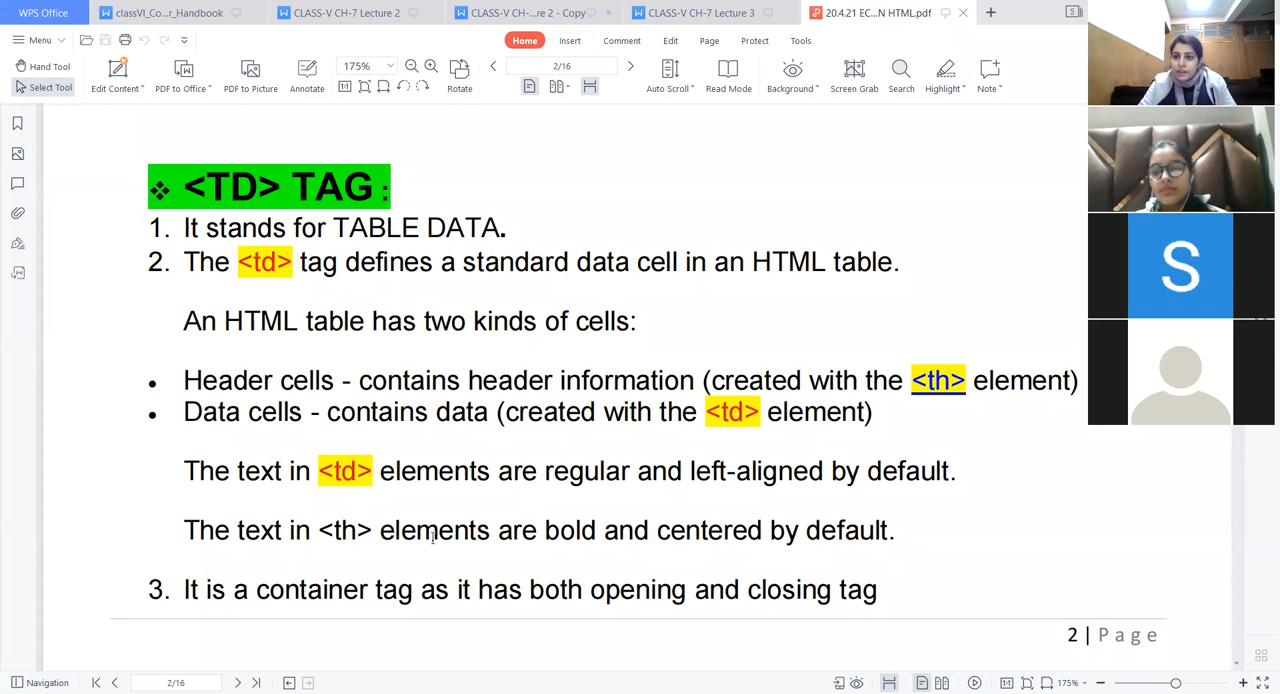 WPS Office
classVI_Co...r_Handbook
CLASS-V CH-7 Lecture 2
CLASS-V CH-...re 2 - Copy
CLASS-V CH-7 Lecture 3
20.4.21 EC...N HTML.pdf
5
Menu
Home
Insert
Comment
Edit
Page
Protect
Tools
Hand Tool
Select Tool
Edit Content
PDF to Office
PDF to Picture
Annotate
175%
Rotate
2/16
Auto Scroll
Read Mode
Background
Screen Grab
Search
Highlight
Note
❖ <TD> TAG :
1. It stands for TABLE DATA.
2. The <td> tag defines a standard data cell in an HTML table.
An HTML table has two kinds of cells:
• Header cells - contains header information (created with the <th> element)
• Data cells - contains data (created with the <td> element)
The text in <td> elements are regular and left-aligned by default.
The text in <th> elements are bold and centered by default.
3. It is a container tag as it has both opening and closing tag
2 | Page
S
Navigation
2/16
175%